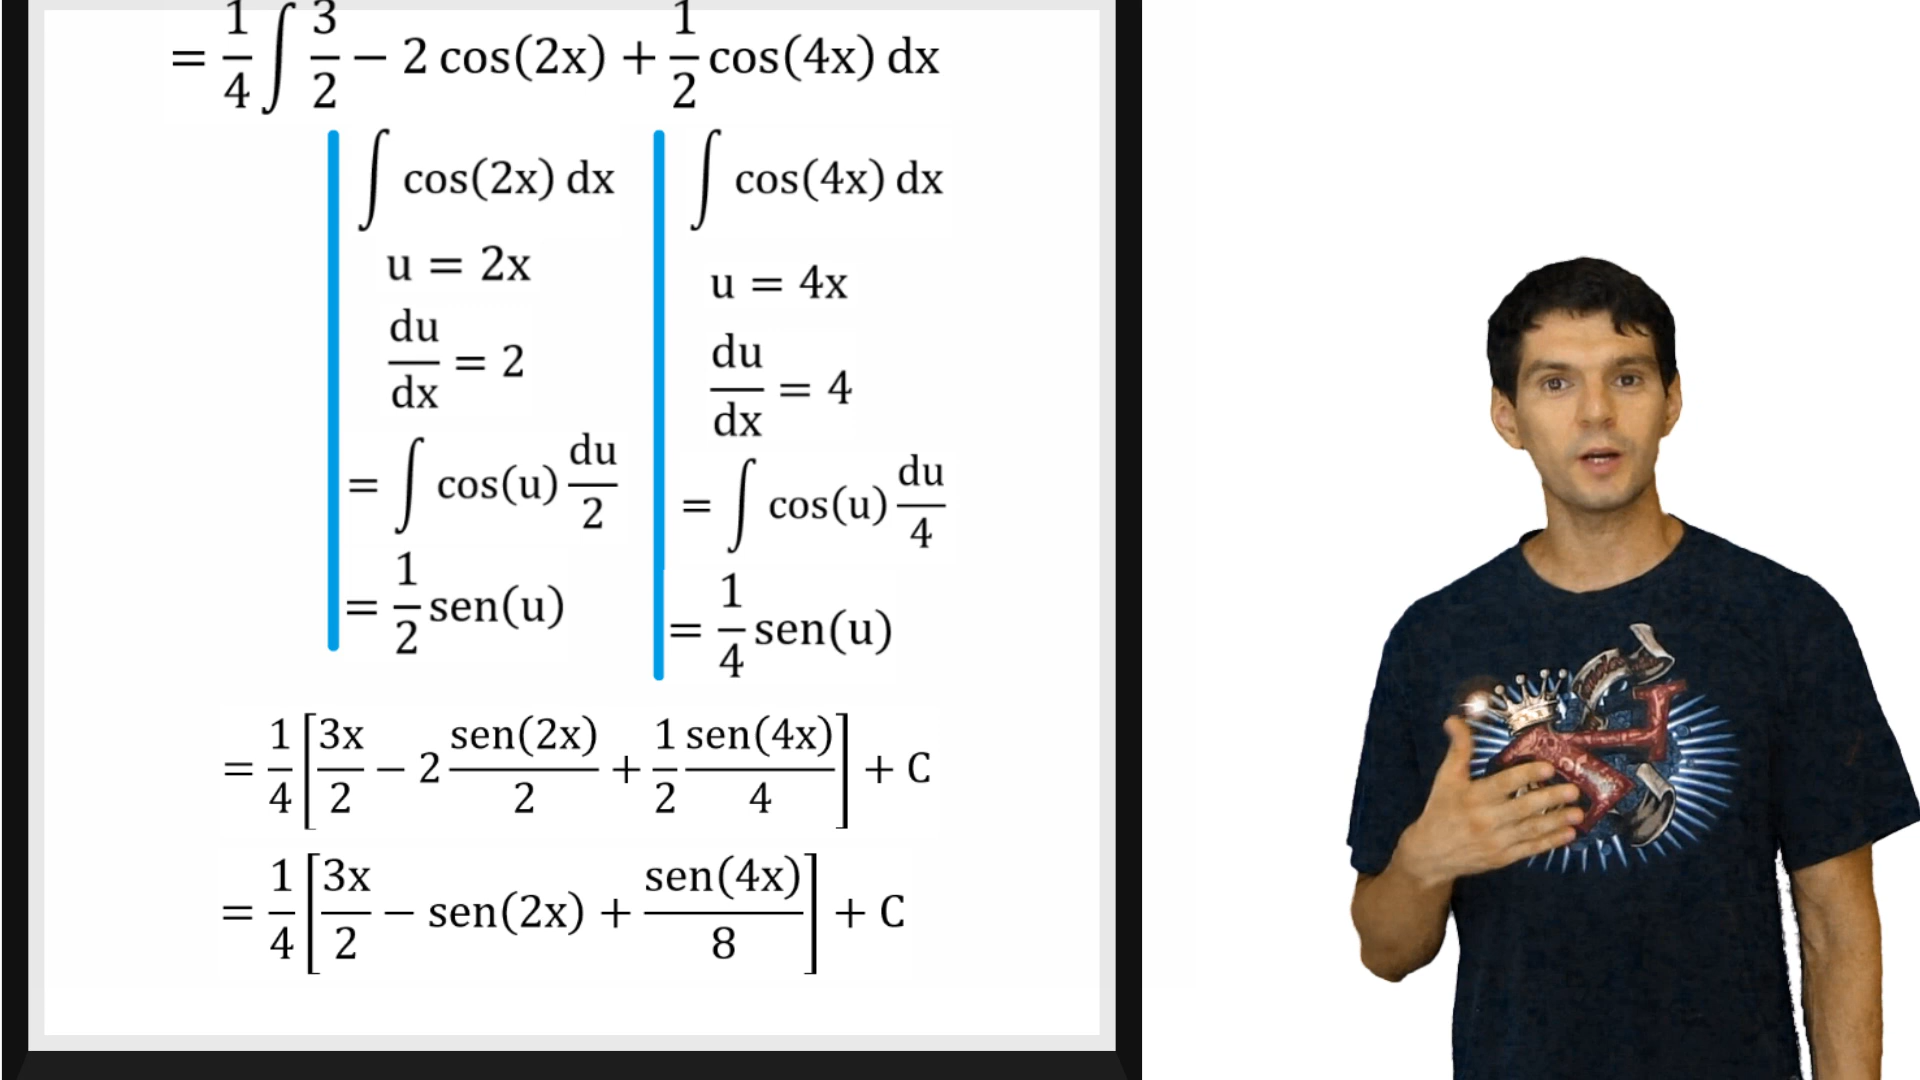 = 1/4 ∫ 3/2 − 2 cos(2x) + 1/2 cos(4x) dx
∫ cos(2x) dx
u = 2x
du/dx = 2
= ∫ cos(u) du/2
= 1/2 sen(u)
∫ cos(4x) dx
u = 4x
du/dx = 4
= ∫ cos(u) du/4
= 1/4 sen(u)
= 1/4 [3x/2 − 2 sen(2x)/2 + 1/2 sen(4x)/4] + C
= 1/4 [3x/2 − sen(2x) + sen(4x)/8] + C